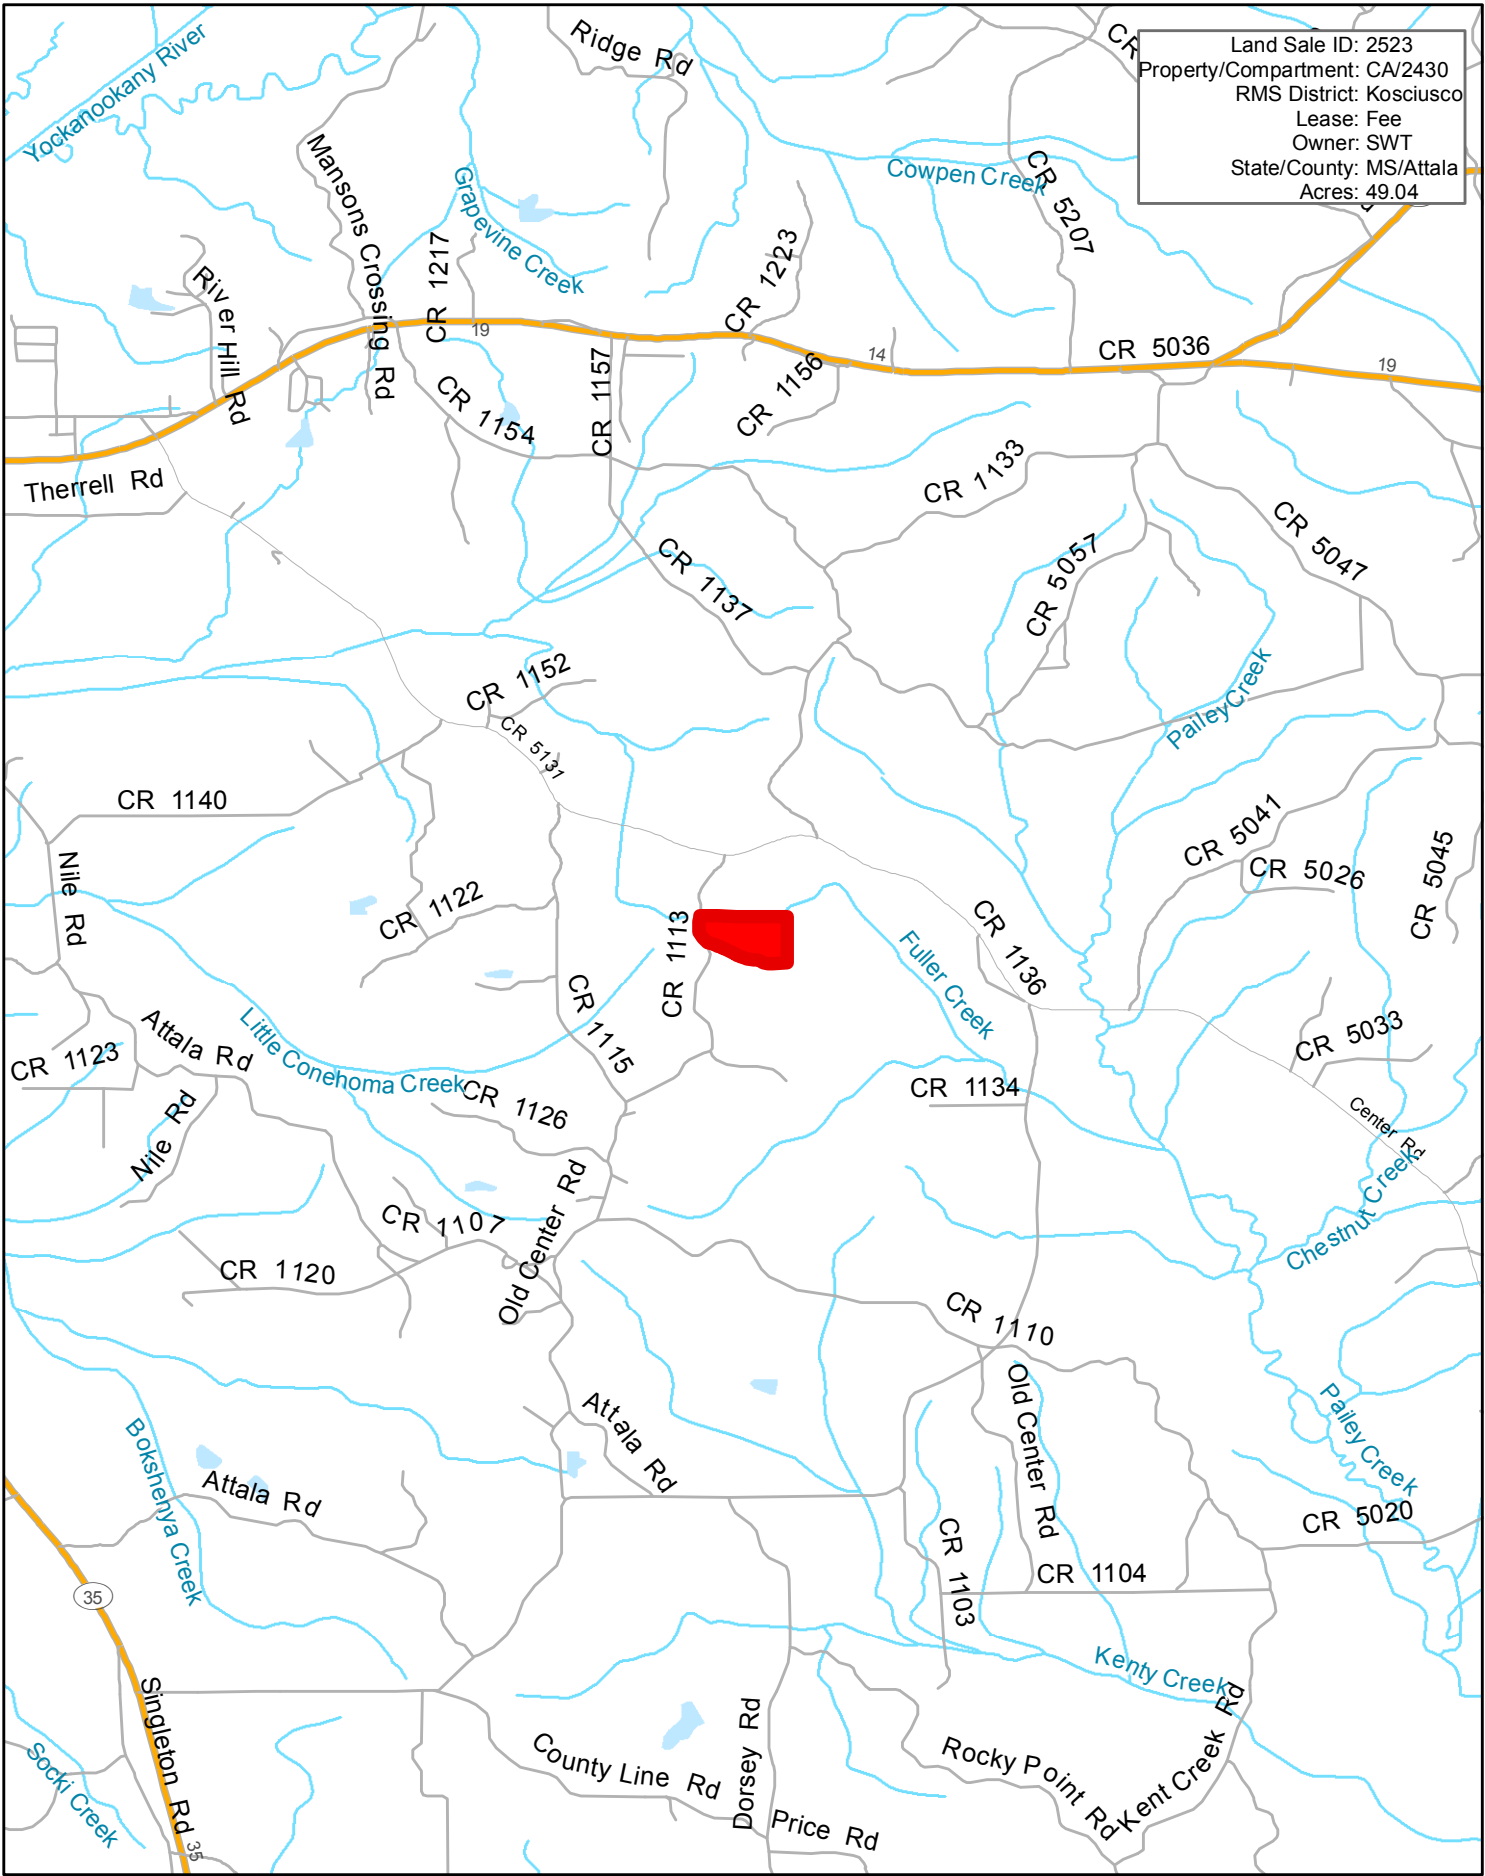 Land Sale ID: 2523
Property/Compartment: CA/2430
RMS District: Kosciusco
Lease: Fee
Owner: SWT
State/County: MS/Attala
Acres: 49.04
Yockanookany River
Ridge Rd
CR
Mansons Crossing Rd
Grapevine Creek
Cowpen Creek
CR 5207
CR 1217
CR 1223
River Hill Rd
19
14
CR 5036
19
CR 1157
CR 1156
CR 1154
Therrell Rd
CR 1133
CR 5047
CR 5057
CR 1137
CR 1152
Pailey Creek
CR 5131
CR 1140
CR 5041
CR 5026
CR 5045
Nile Rd
CR 1122
CR 1113
CR 1136
Fuller Creek
CR 1115
Attala Rd
Little Conehoma Creek
CR 1123
CR 5033
CR 1126
CR 1134
Nile Rd
Center Rd
Chestnut Creek
CR 1107
Old Center Rd
CR 1120
CR 1110
Attala Rd
Old Center Rd
Pailey Creek
Bokshenya Creek
Attala Rd
CR 5020
CR 1103
CR 1104
35
Kenty Creek
Singleton Rd
Socki Creek
County Line Rd
Dorsey Rd
Rocky Point Rd
Kent Creek Rd
Price Rd
35